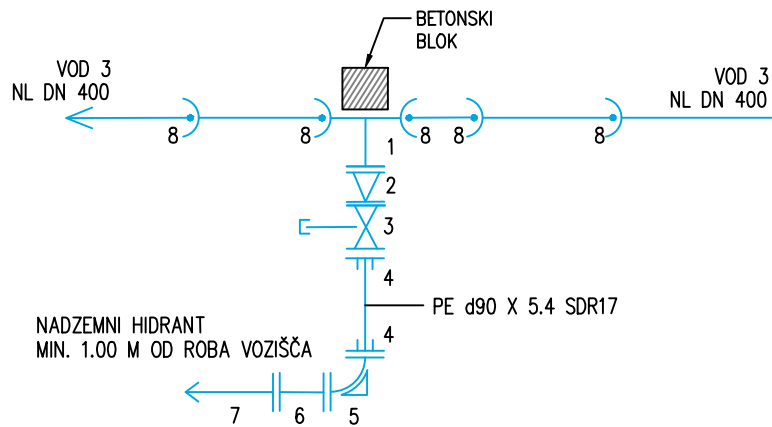 BETONSKI
BLOK
VOD 3
NL DN 400
VOD 3
NL DN 400
8
8
8
8
8
1
2
3
4
PE d90 X 5.4 SDR17
NADZEMNI HIDRANT
MIN. 1.00 M OD ROBA VOZIŠČA
4
7
6
5